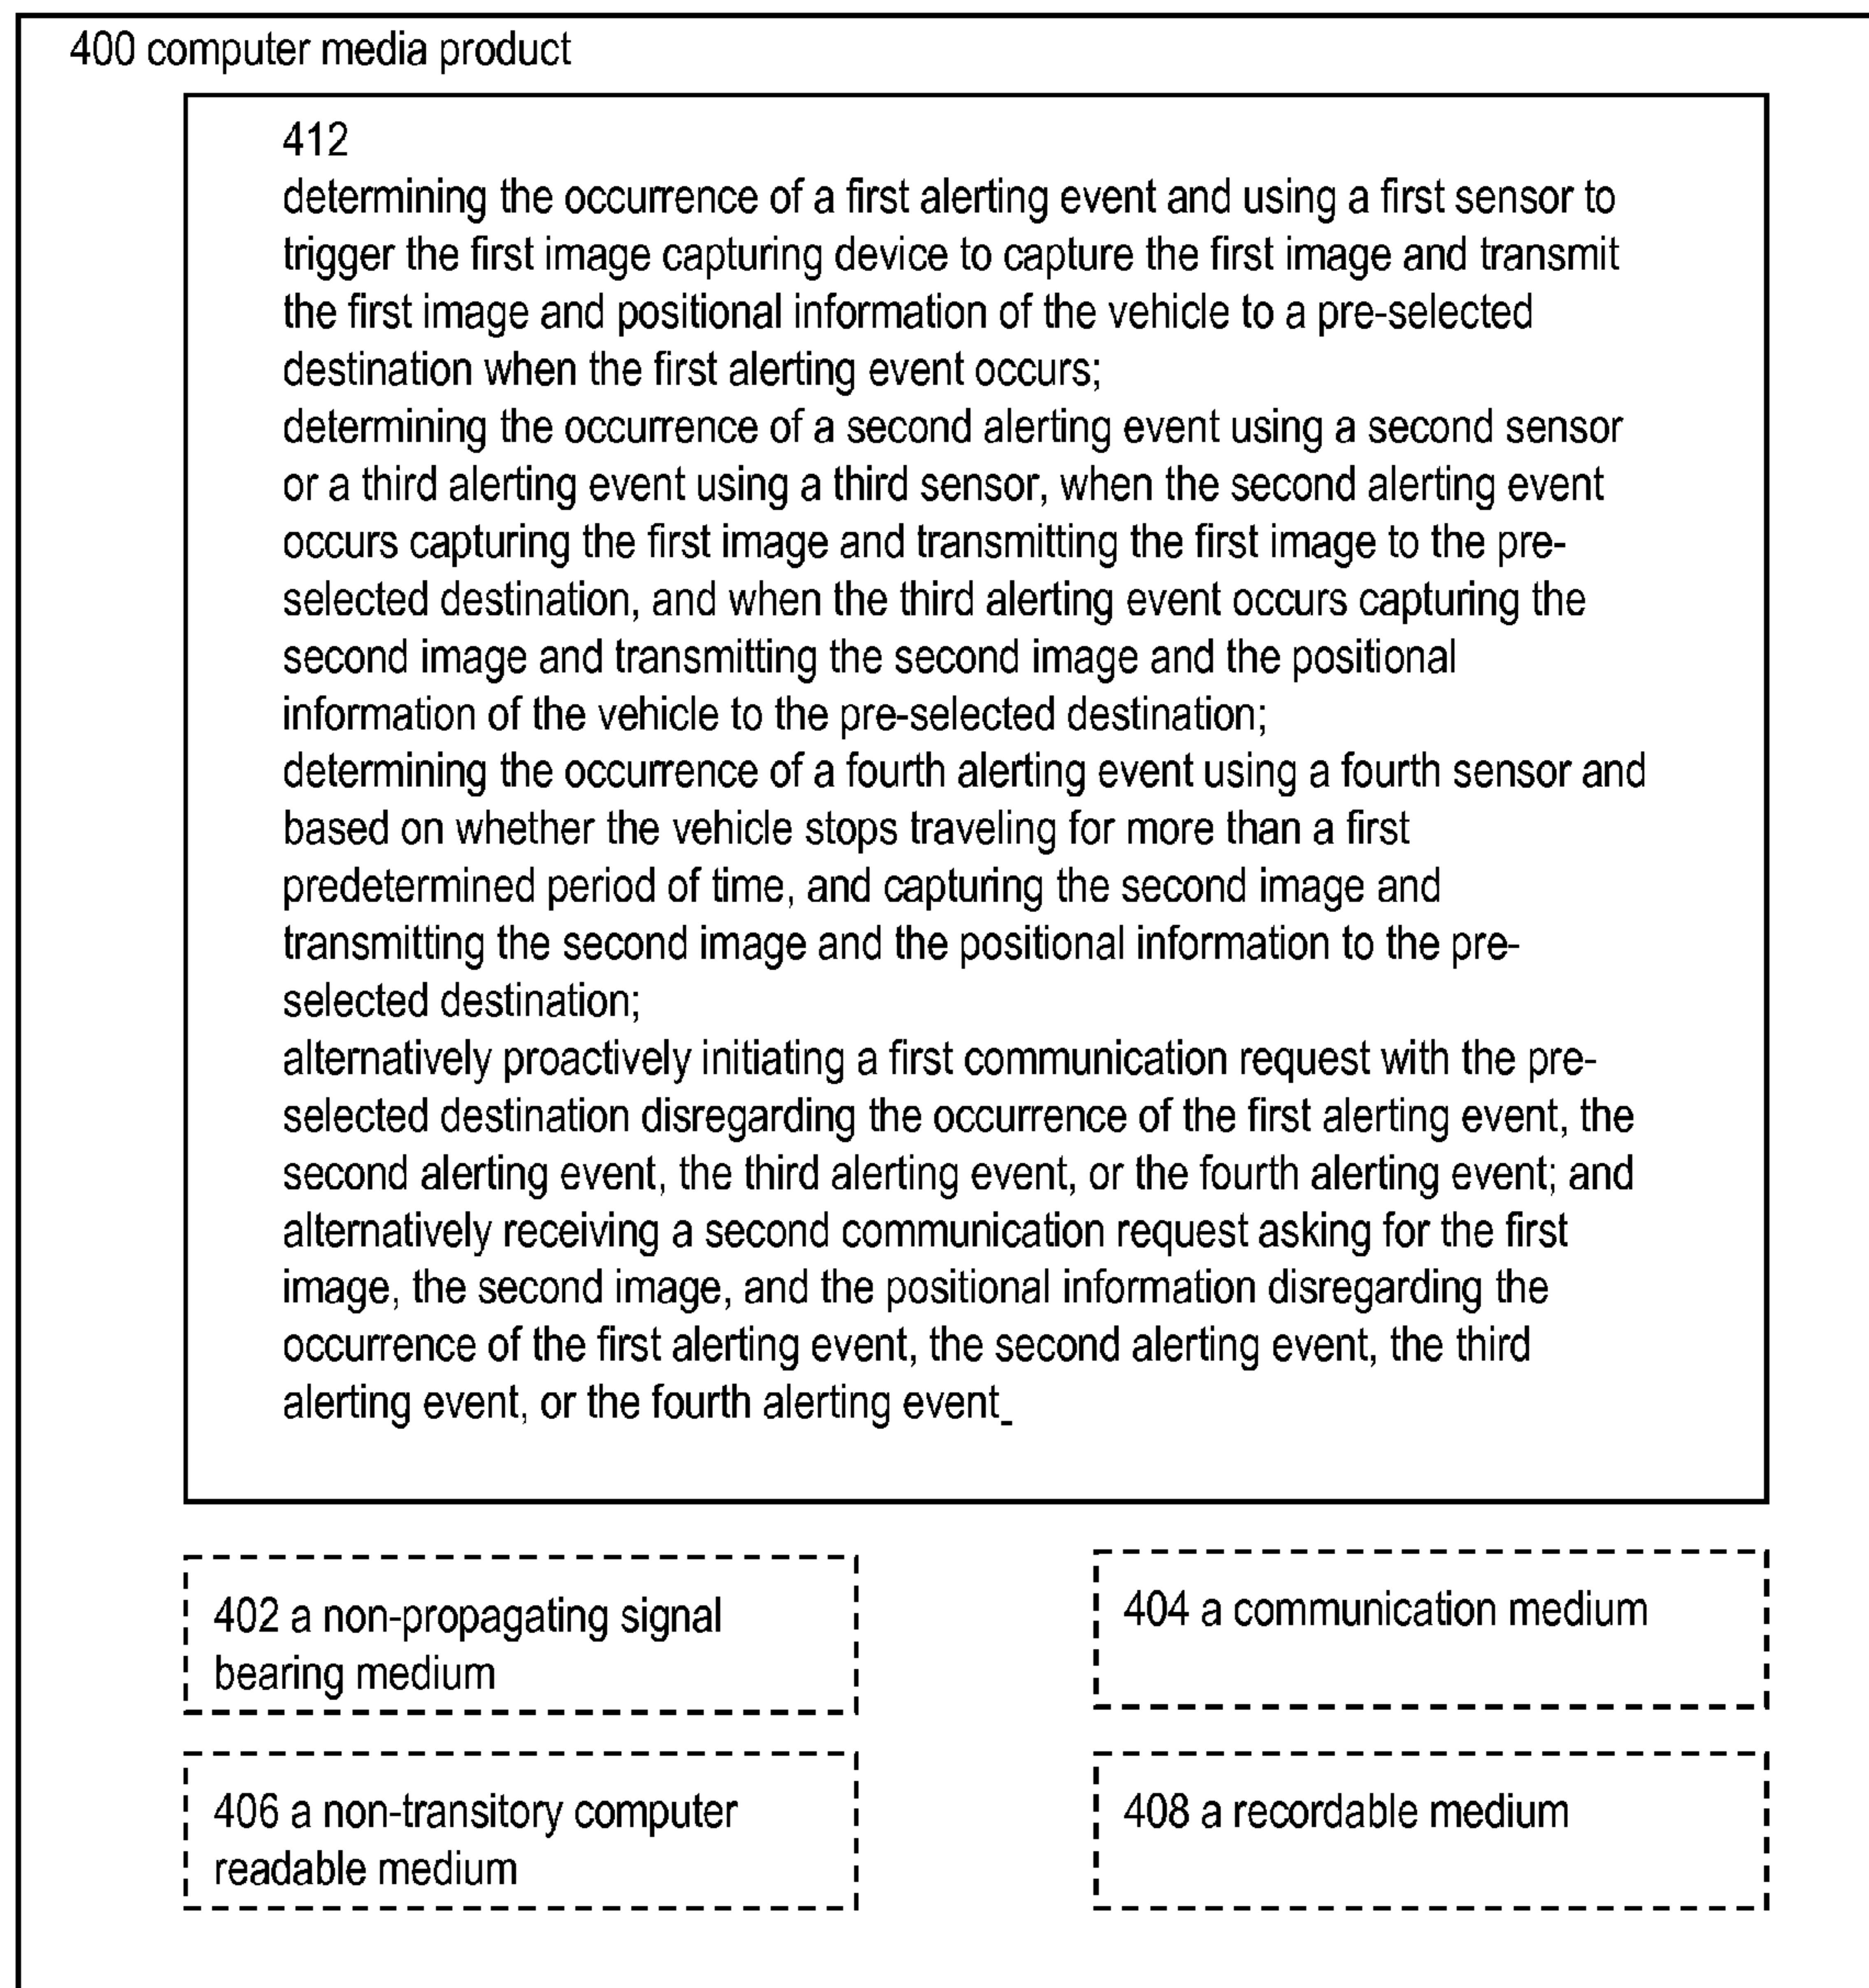 400 computer media product
412
determining the occurrence of a first alerting event and using a first sensor to
trigger the first image capturing device to capture the first image and transmit
the first image and positional information of the vehicle to a pre-selected
destination when the first alerting event occurs;
determining the occurrence of a second alerting event using a second sensor
or a third alerting event using a third sensor, when the second alerting event
occurs capturing the first image and transmitting the first image to the pre-
selected destination, and when the third alerting event occurs capturing the
second image and transmitting the second image and the positional
information of the vehicle to the pre-selected destination;
determining the occurrence of a fourth alerting event using a fourth sensor and
based on whether the vehicle stops traveling for more than a first
predetermined period of time, and capturing the second image and
transmitting the second image and the positional information to the pre-
selected destination;
alternatively proactively initiating a first communication request with the pre-
selected destination disregarding the occurrence of the first alerting event, the
second alerting event, the third alerting event, or the fourth alerting event; and
alternatively receiving a second communication request asking for the first
image, the second image, and the positional information disregarding the
occurrence of the first alerting event, the second alerting event, the third
alerting event, or the fourth alerting event_
402 a non-propagating signal
bearing medium
404 a communication medium
406 a non-transitory computer
readable medium
408 a recordable medium